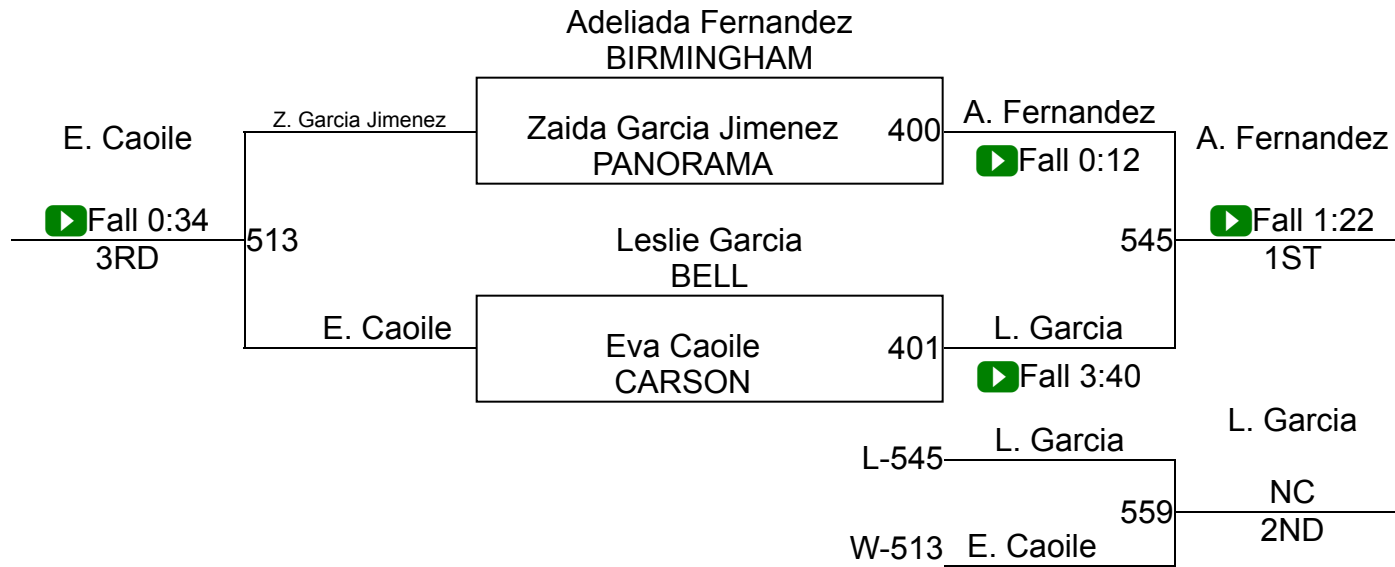 Adeliada Fernandez
BIRMINGHAM
E. Caoile
Z. Garcia Jimenez
Zaida Garcia Jimenez
PANORAMA
400
A. Fernandez
Fall 0:12
A. Fernandez
Fall 0:34
3RD
513
Leslie Garcia
BELL
545
Fall 1:22
1ST
E. Caoile
Eva Caoile
CARSON
401
L. Garcia
Fall 3:40
L-545
L. Garcia
L. Garcia
559
NC
2ND
W-513
E. Caoile